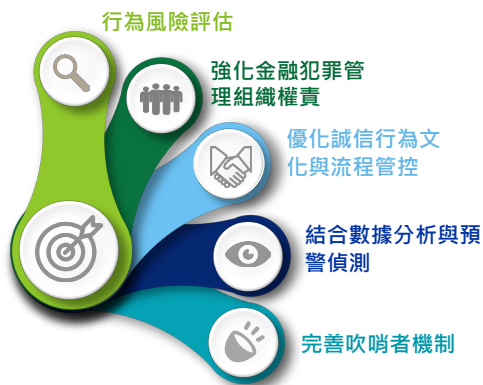 行為風險評估
強化金融犯罪管
理組織權責
優化誠信行為文
化與流程管控
結合數據分析與預
警偵測
完善吹哨者機制